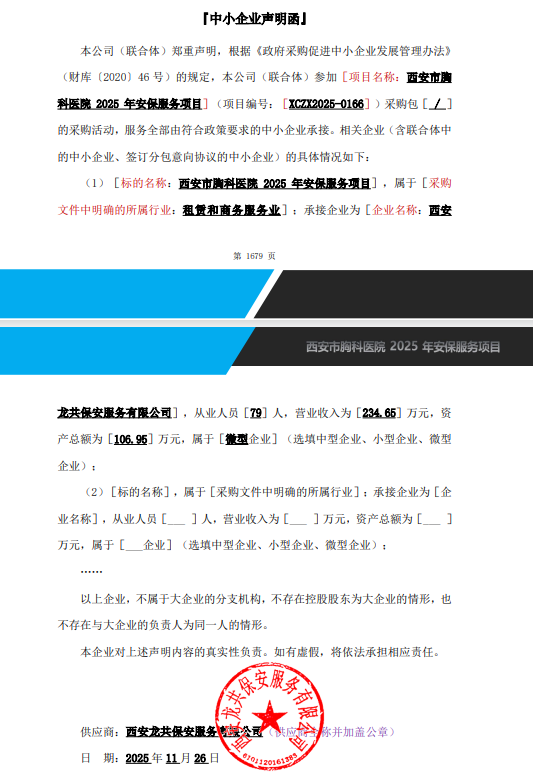 『中小企业声明函』
本公司（联合体）郑重声明，根据《政府采购促进中小企业发展管理办法》
（财库〔2020〕46 号）的规定，本公司（联合体）参加［项目名称：西安市胸
科医院 2025 年安保服务项目］（项目编号：［XCZX2025-0166］）采购包［ / ］
的采购活动，服务全部由符合政策要求的中小企业承接。相关企业（含联合体中
的中小企业、签订分包意向协议的中小企业）的具体情况如下：
（1）［标的名称：西安市胸科医院 2025 年安保服务项目］，属于［采购
文件中明确的所属行业：租赁和商务服务业］；承接企业为［企业名称：西安
第 1679 页
西安市胸科医院 2025 年安保服务项目
龙共保安服务有限公司］，从业人员［79］人，营业收入为［234.65］万元，资
产总额为［106.95］万元，属于［微型企业］（选填中型企业、小型企业、微型
企业）；
（2）［标的名称］，属于［采购文件中明确的所属行业］；承接企业为［企
业名称］，从业人员［___ ］人，营业收入为［___ ］万元，资产总额为［___ ］
万元，属于［___企业］（选填中型企业、小型企业、微型企业）；
……
以上企业，不属于大企业的分支机构，不存在控股股东为大企业的情形，也
不存在与大企业的负责人为同一人的情形。
本企业对上述声明内容的真实性负责。如有虚假，将依法承担相应责任。
供应商：西安龙共保安服务有限公司（供应商全称并加盖公章）
日　期：2025 年 11 月 26 日
西安龙共保安服务有限公司
6101120161383